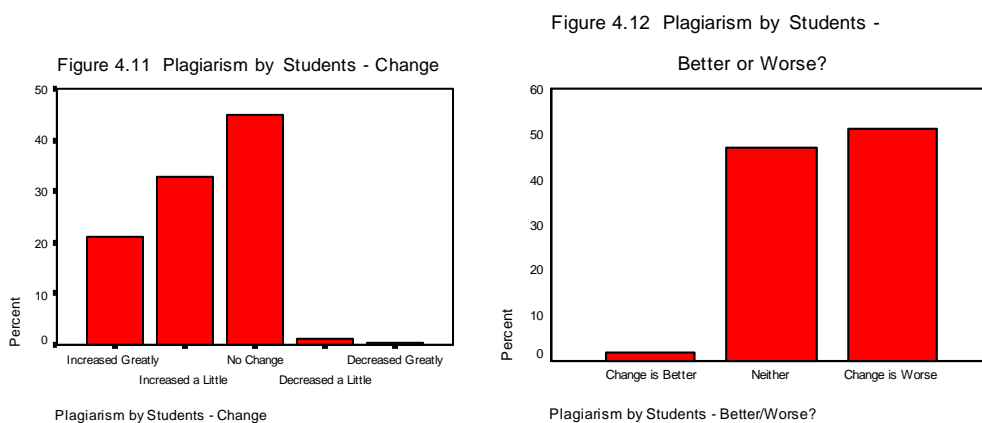 Figure 4.11 Plagiarism by Students - Change
50
40
30
20
10
0
Percent
Increased Greatly
Increased a Little
No Change
Decreased a Little
Decreased Greatly
Plagiarism by Students - Change
Figure 4.12 Plagiarism by Students -
Better or Worse?
60
50
40
30
20
10
0
Percent
Change is Better
Neither
Change is Worse
Plagiarism by Students - Better/Worse?